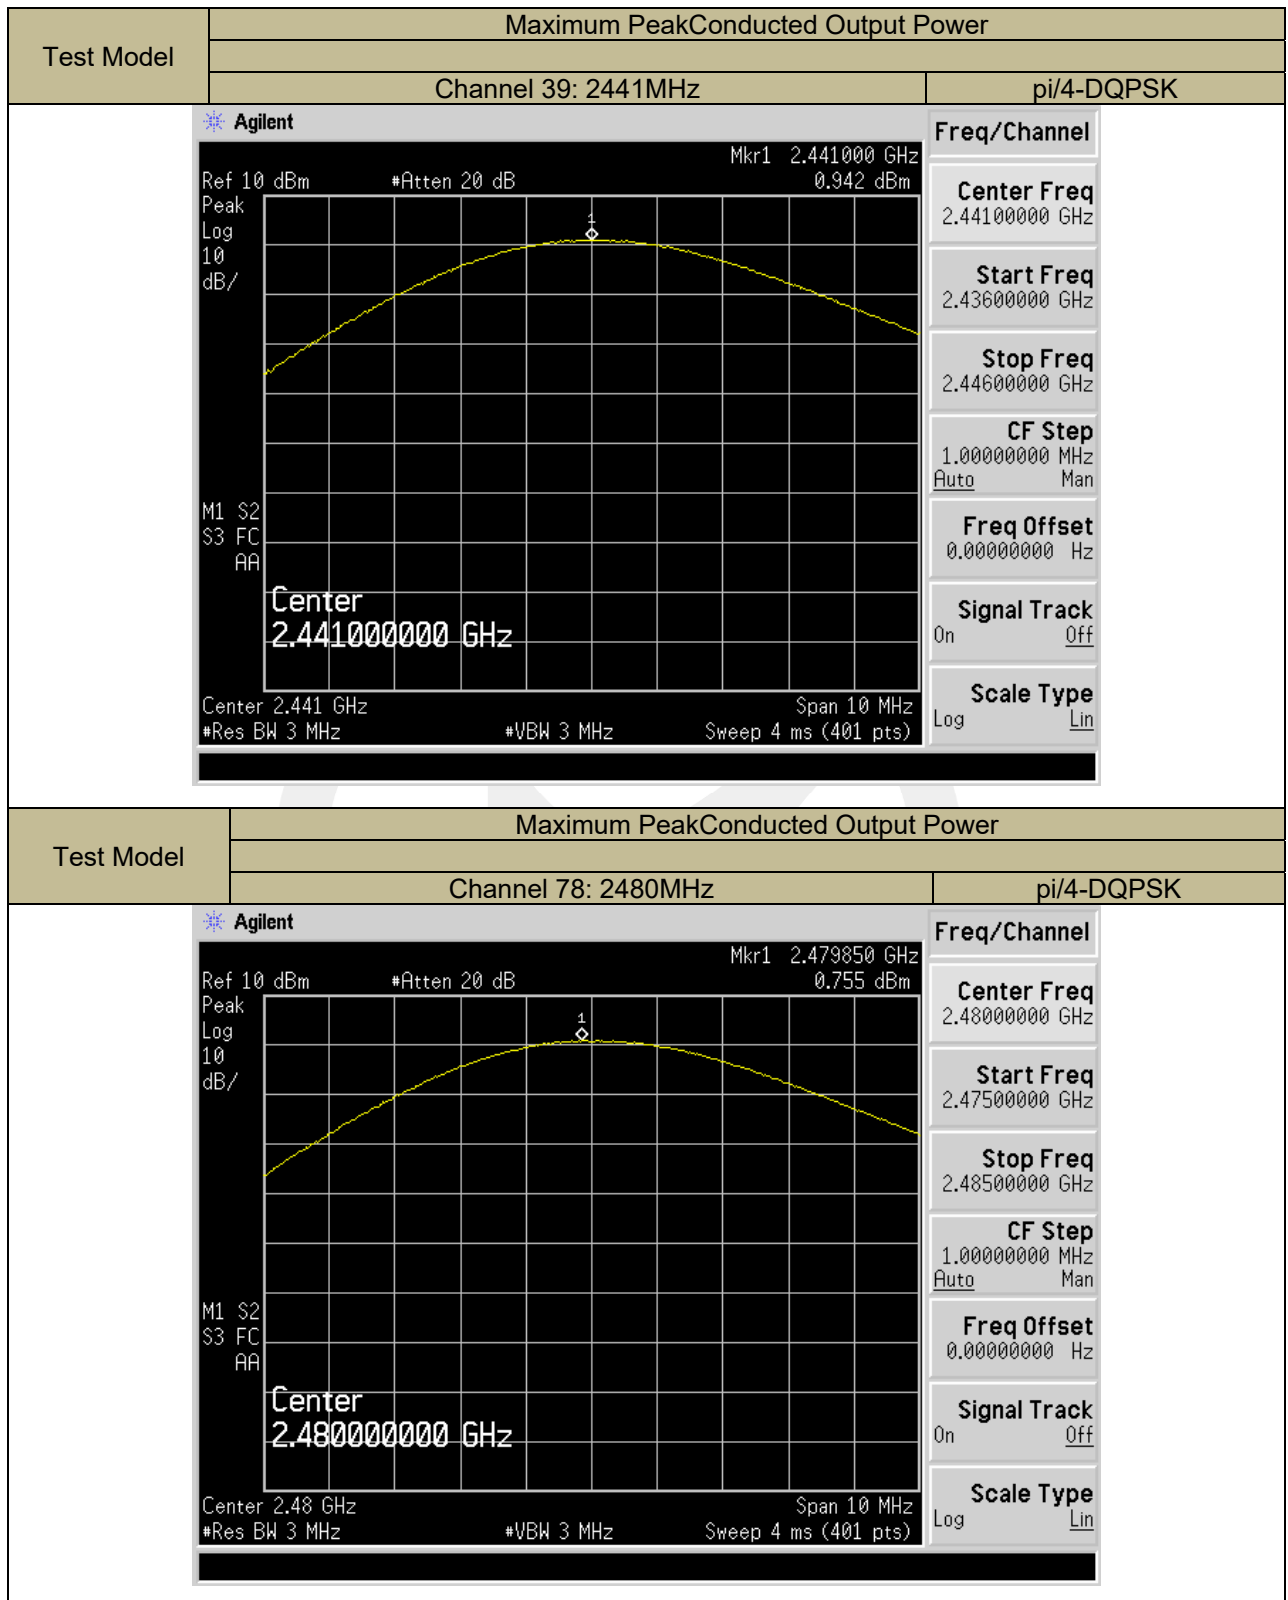 Test Model
Maximum PeakConducted Output Power
Channel 39: 2441MHz pi/4-DQPSK
Agilent
Freq/Channel
Mkr1 2.441000 GHz
Ref 10 dBm #Atten 20 dB 0.942 dBm
Peak
Log
10
dB/
1
M1 S2
S3 FC
AA
Center
2.441000000 GHz
Center 2.441 GHz Span 10 MHz
#Res BW 3 MHz #VBW 3 MHz Sweep 4 ms (401 pts)
Center Freq
2.44100000 GHz
Start Freq
2.43600000 GHz
Stop Freq
2.44600000 GHz
CF Step
1.00000000 MHz
Auto Man
Freq Offset
0.00000000 Hz
Signal Track
On Off
Scale Type
Log Lin
Test Model
Maximum PeakConducted Output Power
Channel 78: 2480MHz pi/4-DQPSK
Agilent
Freq/Channel
Mkr1 2.479850 GHz
Ref 10 dBm #Atten 20 dB 0.755 dBm
Peak
Log
10
dB/
1
M1 S2
S3 FC
AA
Center
2.480000000 GHz
Center 2.48 GHz Span 10 MHz
#Res BW 3 MHz #VBW 3 MHz Sweep 4 ms (401 pts)
Center Freq
2.48000000 GHz
Start Freq
2.47500000 GHz
Stop Freq
2.48500000 GHz
CF Step
1.00000000 MHz
Auto Man
Freq Offset
0.00000000 Hz
Signal Track
On Off
Scale Type
Log Lin